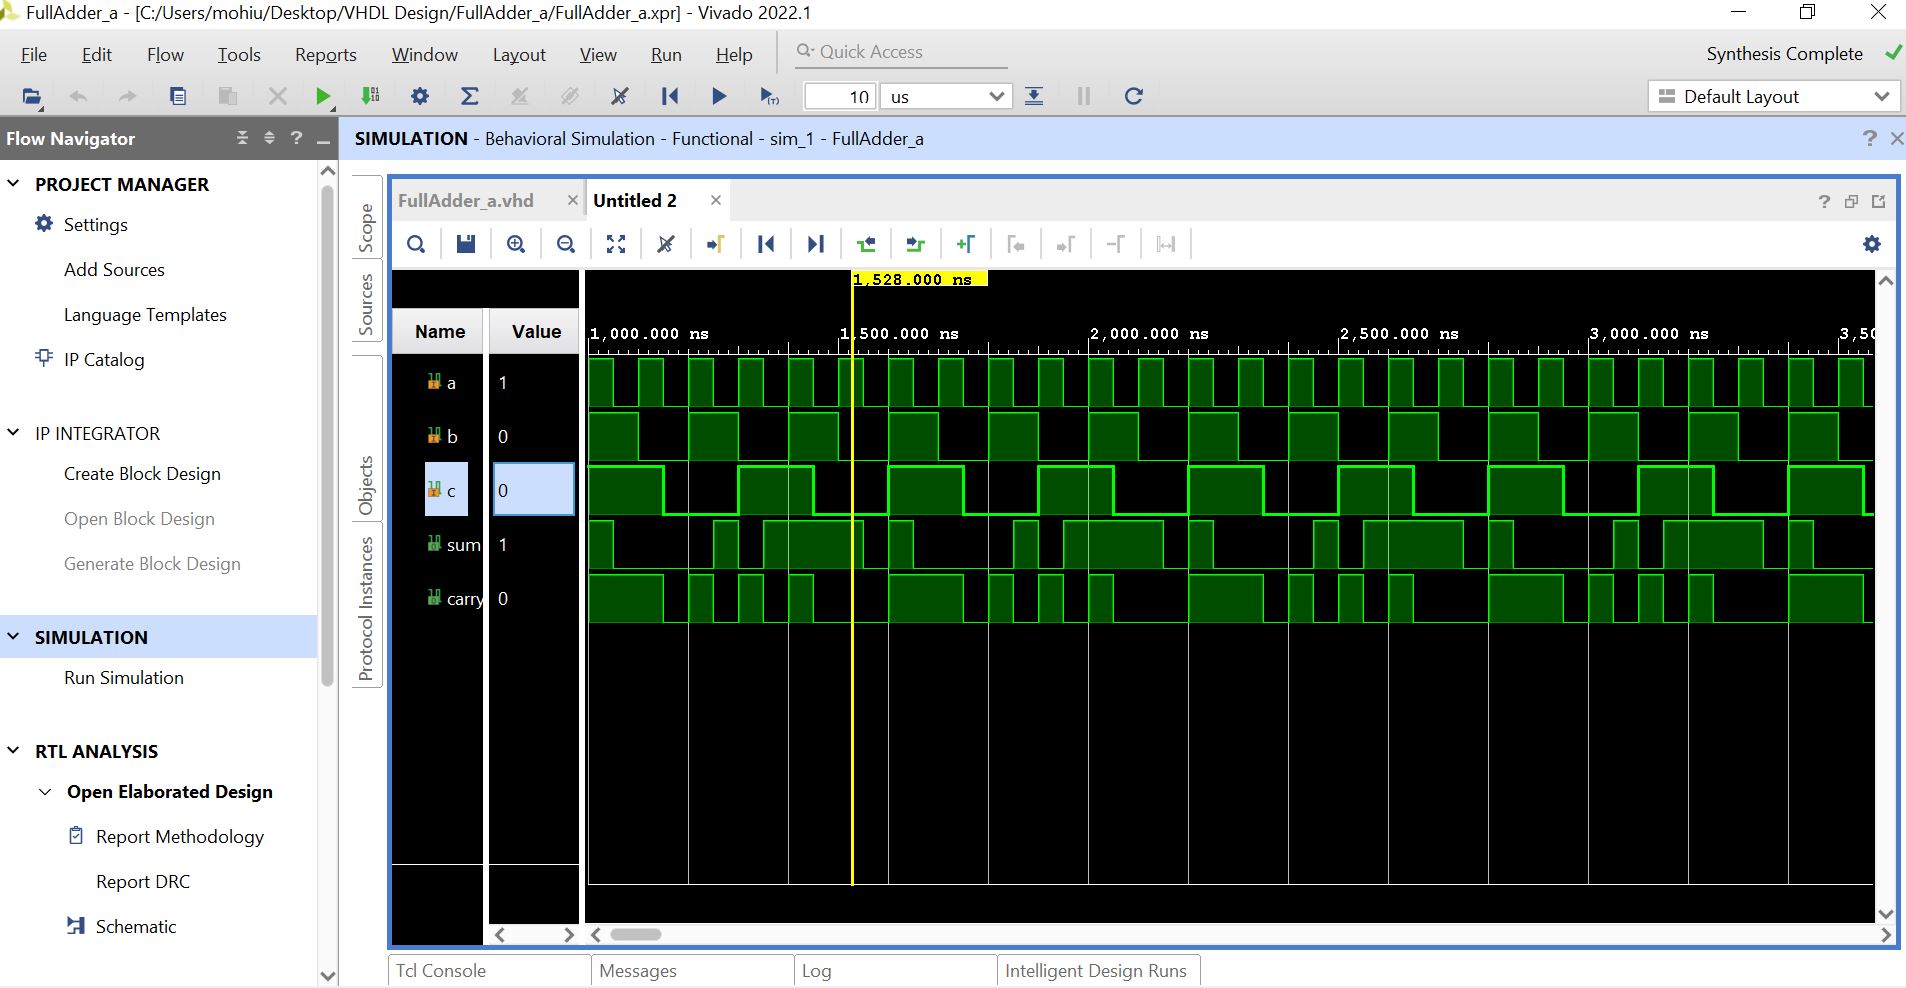 FullAdder_a - [C:/Users/mohiu/Desktop/VHDL Design/FullAdder_a/FullAdder_a.xpr] - Vivado 2022.1
File Edit Flow Tools Reports Window Layout View Run Help Quick Access Synthesis Complete
10 us Default Layout
Flow Navigator
SIMULATION - Behavioral Simulation - Functional - sim_1 - FullAdder_a
PROJECT MANAGER
Settings
Add Sources
Language Templates
IP Catalog
IP INTEGRATOR
Create Block Design
Open Block Design
Generate Block Design
SIMULATION
Run Simulation
RTL ANALYSIS
Open Elaborated Design
Report Methodology
Report DRC
Schematic
Scope
Sources
Objects
Protocol Instances
FullAdder_a.vhd Untitled 2
1,528.000 ns
Name Value
1,000.000 ns 1,500.000 ns 2,000.000 ns 2,500.000 ns 3,000.000 ns 3,50
a 1
b 0
c 0
sum 1
carry 0
Tcl Console Messages Log Intelligent Design Runs